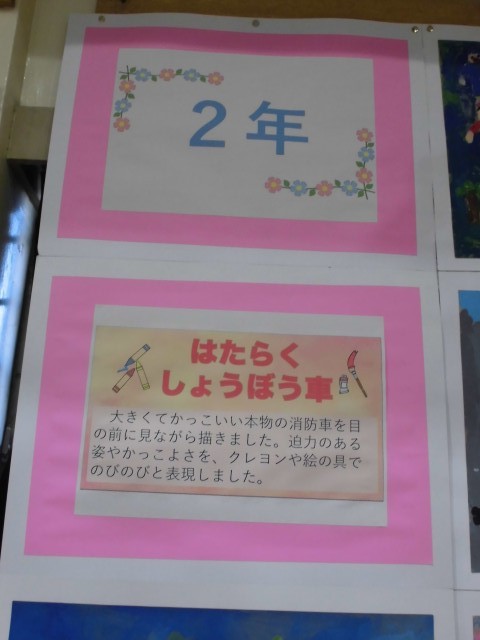 ２年
はたらく
しょうぼう車
大きくてかっこいい本物の消防車を目
の前に見ながら描きました。迫力のある
姿やかっこよさを、クレヨンや絵の具で
のびのびと表現しました。